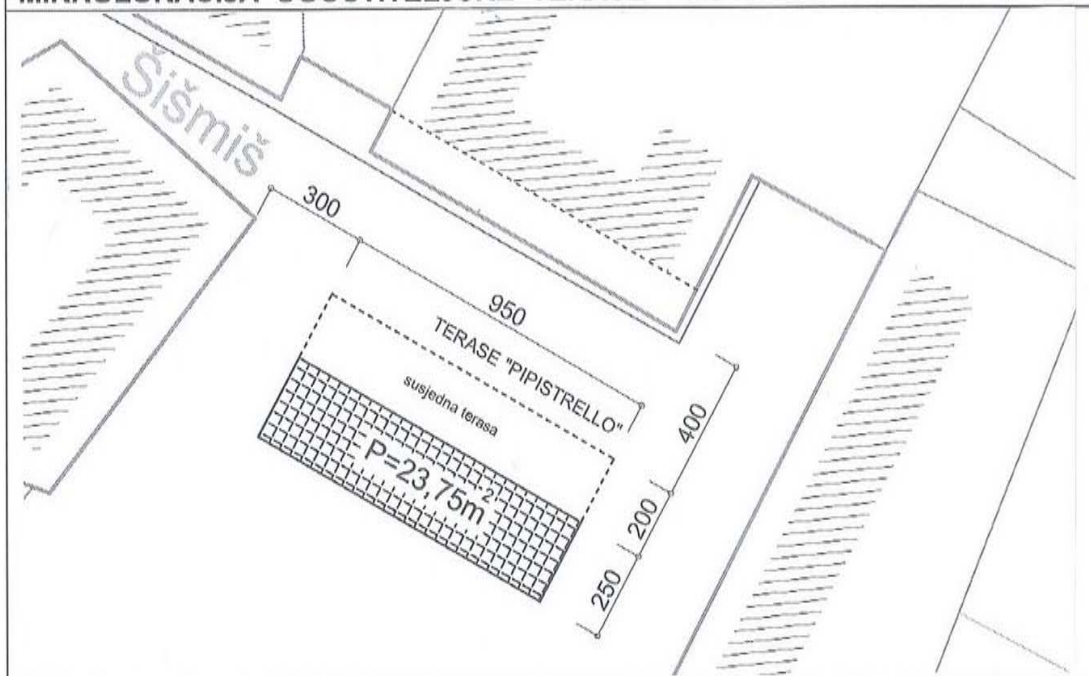 Šišmiš
300
950
TERASE "PIPISTRELLO"
susjedna terasa
400
P=23,75m²
200
250